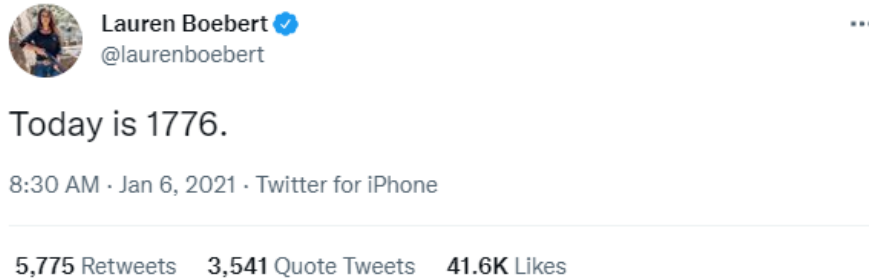 Lauren Boebert
@laurenboebert
Today is 1776.
8:30 AM · Jan 6, 2021 · Twitter for iPhone
5,775 Retweets 3,541 Quote Tweets 41.6K Likes